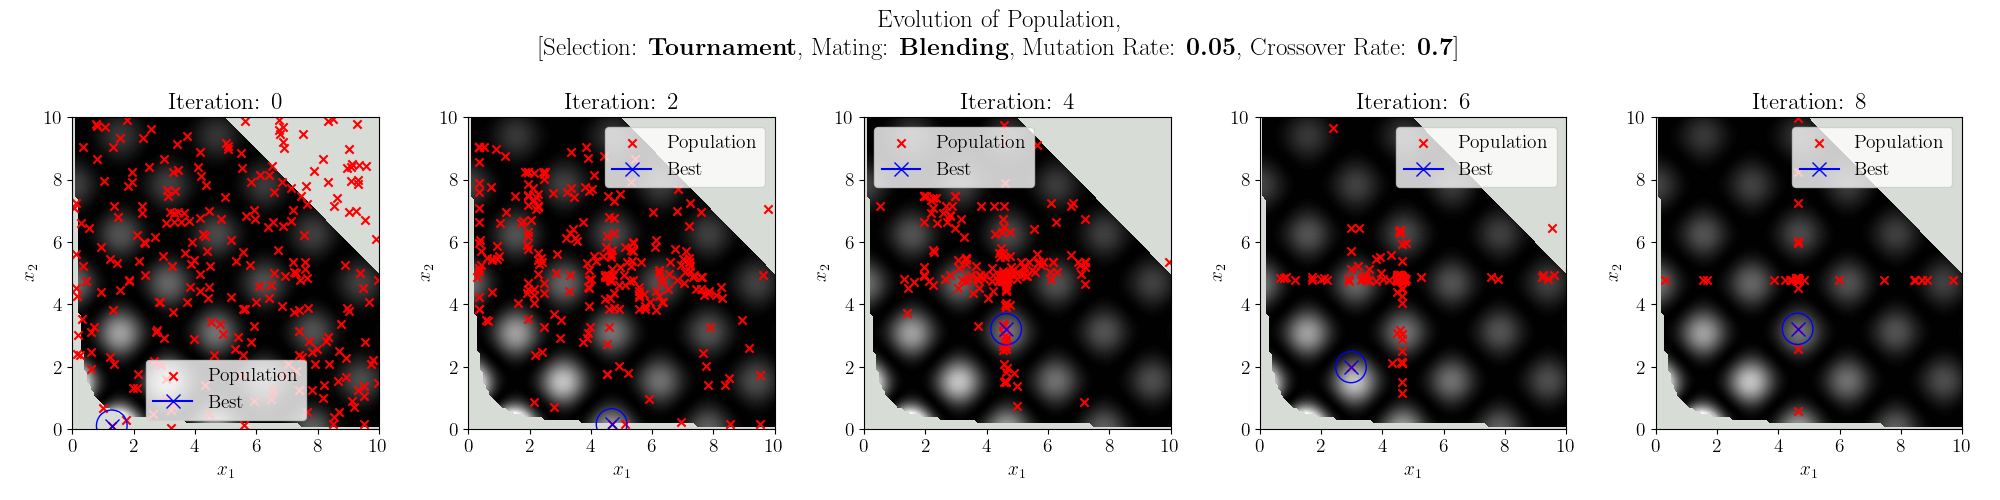 Evolution of Population,
[Selection: Tournament, Mating: Blending, Mutation Rate: 0.05, Crossover Rate: 0.7]
Iteration: 0
10
8
6
4
2
0
x2
Population
Best
0 2 4 6 8 10
x1
Iteration: 2
10
8
6
4
2
0
x2
Population
Best
0 2 4 6 8 10
x1
Iteration: 4
10
8
6
4
2
0
x2
Population
Best
0 2 4 6 8 10
x1
Iteration: 6
10
8
6
4
2
0
x2
Population
Best
0 2 4 6 8 10
x1
Iteration: 8
10
8
6
4
2
0
x2
Population
Best
0 2 4 6 8 10
x1